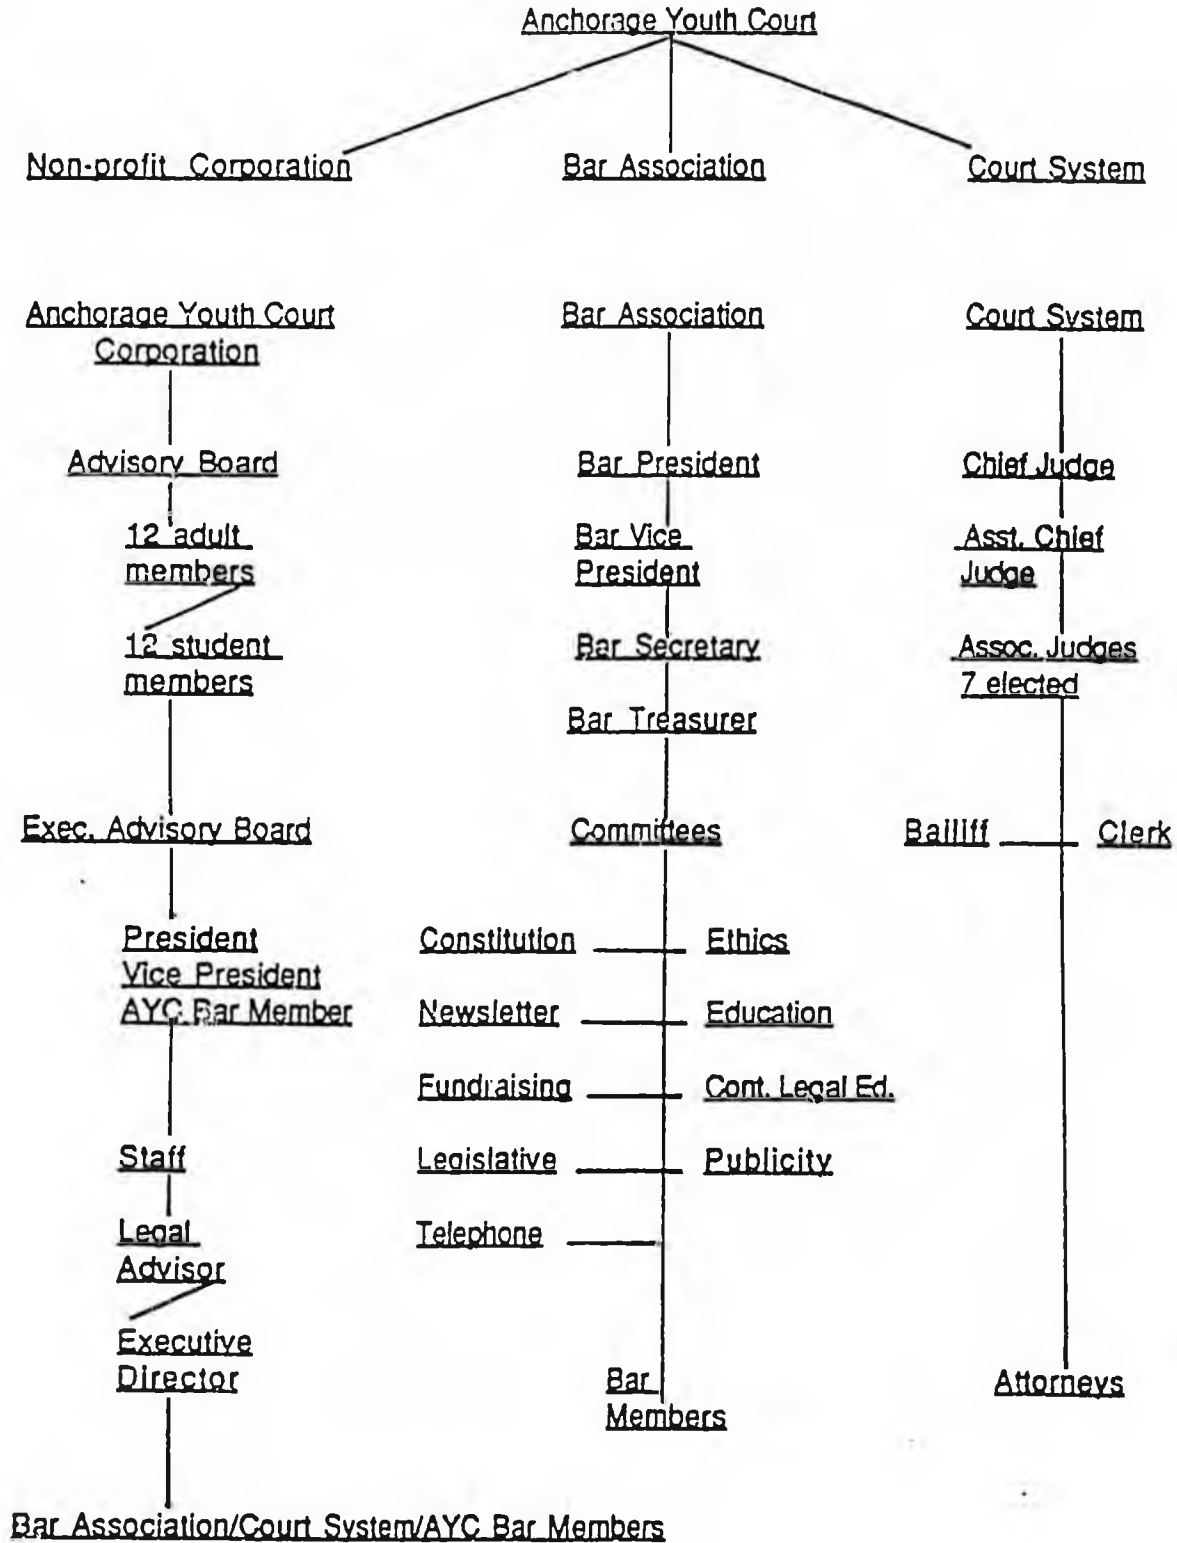 Anchorage Youth Court
Non-profit Corporation
Bar Association
Court System
Anchorage Youth Court
Corporation
Advisory Board
12 adult
members
12 student
members
Exec. Advisory Board
President
Vice President
AYC Bar Member
Staff
Legal
Advisor
Executive
Director
Bar Association/Court System/AYC Bar Members
Bar Association
Bar President
Bar Vice
President
Bar Secretary
Bar Treasurer
Committees
Constitution
Ethics
Newsletter
Education
Fundraising
Cont. Legal Ed.
Legislative
Publicity
Telephone
Bar
Members
Court System
Chief Judge
Asst. Chief
Judge
Assoc. Judges
7 elected
Bailiff
Clerk
Attorneys